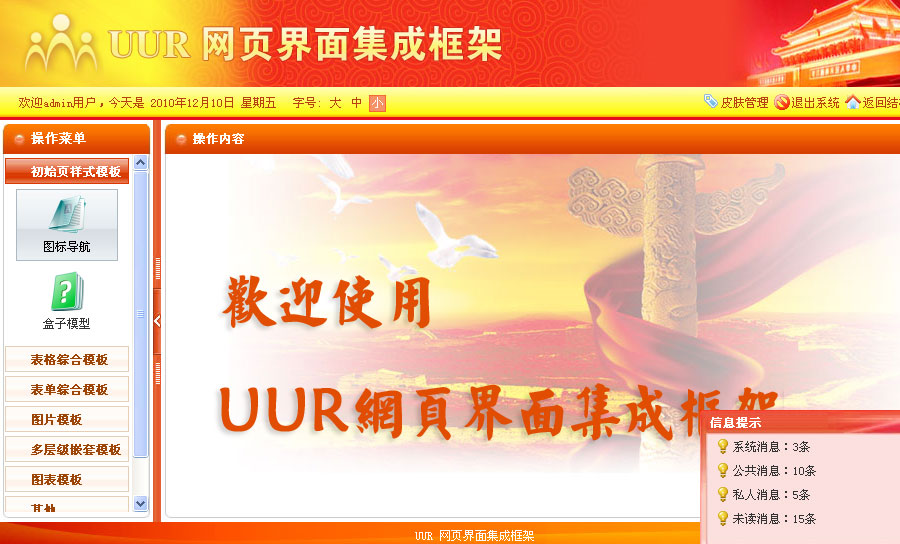 UUR 网页界面集成框架
欢迎admin用户，今天是 2010年12月10日 星期五 字号: 大 中 小
皮肤管理 退出系统 返回结
操作菜单
初始页样式模板
图标导航
盒子模型
表格综合模板
表单综合模板
图片模板
多层级嵌套模板
图表模板
其他
操作内容
歡迎使用
UUR網頁界面集成框架
信息提示
系统消息：3条
公共消息：10条
私人消息：5条
未读消息：15条
UUR 网页界面集成框架